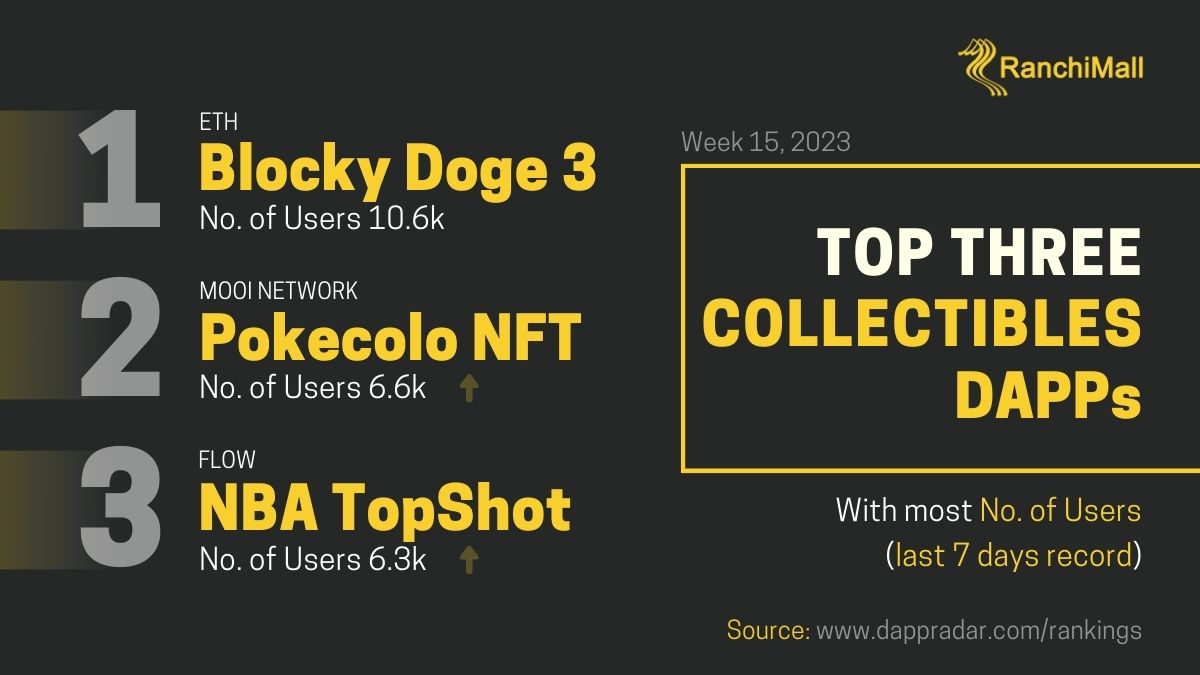 RanchiMall
1
ETH
Blocky Doge 3
No. of Users 10.6k
2
MOOI NETWORK
Pokecolo NFT
No. of Users 6.6k
3
FLOW
NBA TopShot
No. of Users 6.3k
Week 15, 2023
TOP THREE
COLLECTIBLES
DAPPs
With most No. of Users
(last 7 days record)
Source: www.dappradar.com/rankings